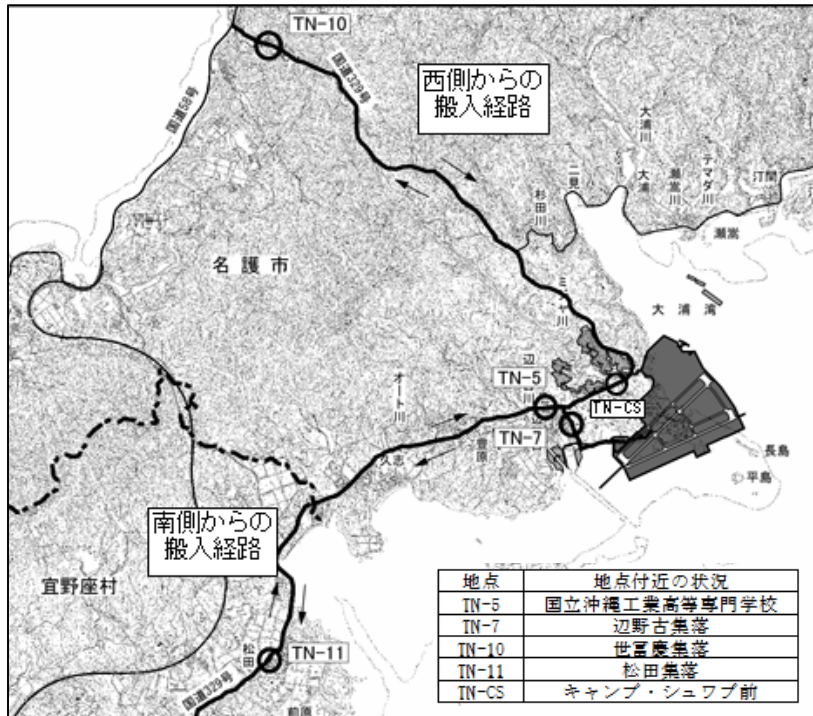 TN-10
国道329号
国道58号
西側からの
搬入経路
大浦川
大浦
瀬嵩川
テマダ川
汀間
二見
杉田川
瀬嵩
名護市
大浦湾
TN-5
TN-CS
オート川
TN-7
久志
豊原
長島
平島
南側からの
搬入経路
宜野座村
松田
TN-11
国道329号
前原
地点 地点付近の状況
TN-5 国立沖縄工業高等専門学校
TN-7 辺野古集落
TN-10 世冨慶集落
TN-11 松田集落
TN-CS キャンプ・シュワブ前